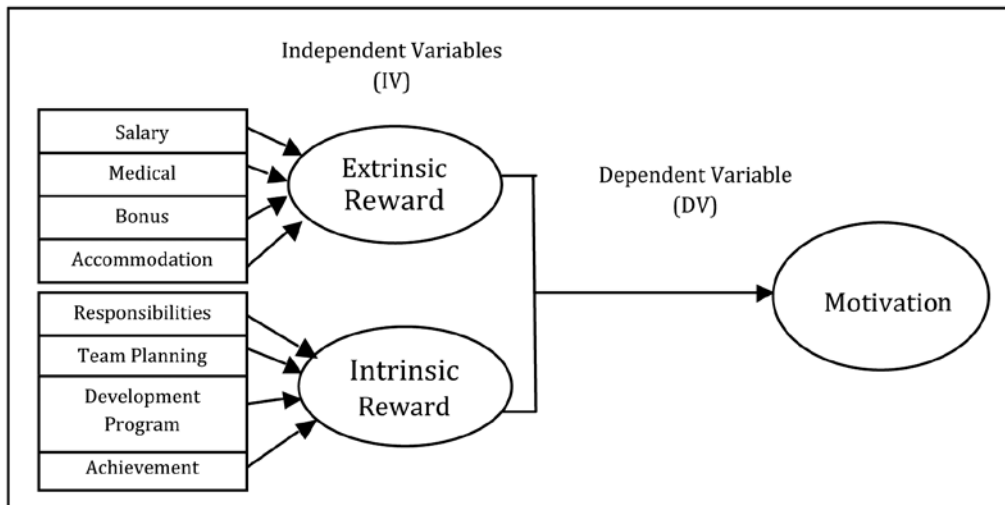 Independent Variables
(IV)
Salary
Medical
Bonus
Accommodation
Extrinsic
Reward
Dependent Variable
(DV)
Motivation
Responsibilities
Team Planning
Development
Program
Achievement
Intrinsic
Reward